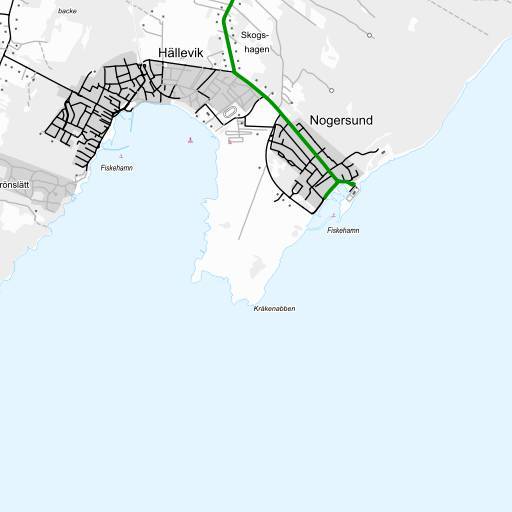 backe
Skogs-
hagen
Hällevik
Nogersund
Fiskehamn
rönslätt
Fiskehamn
Kråkenabben